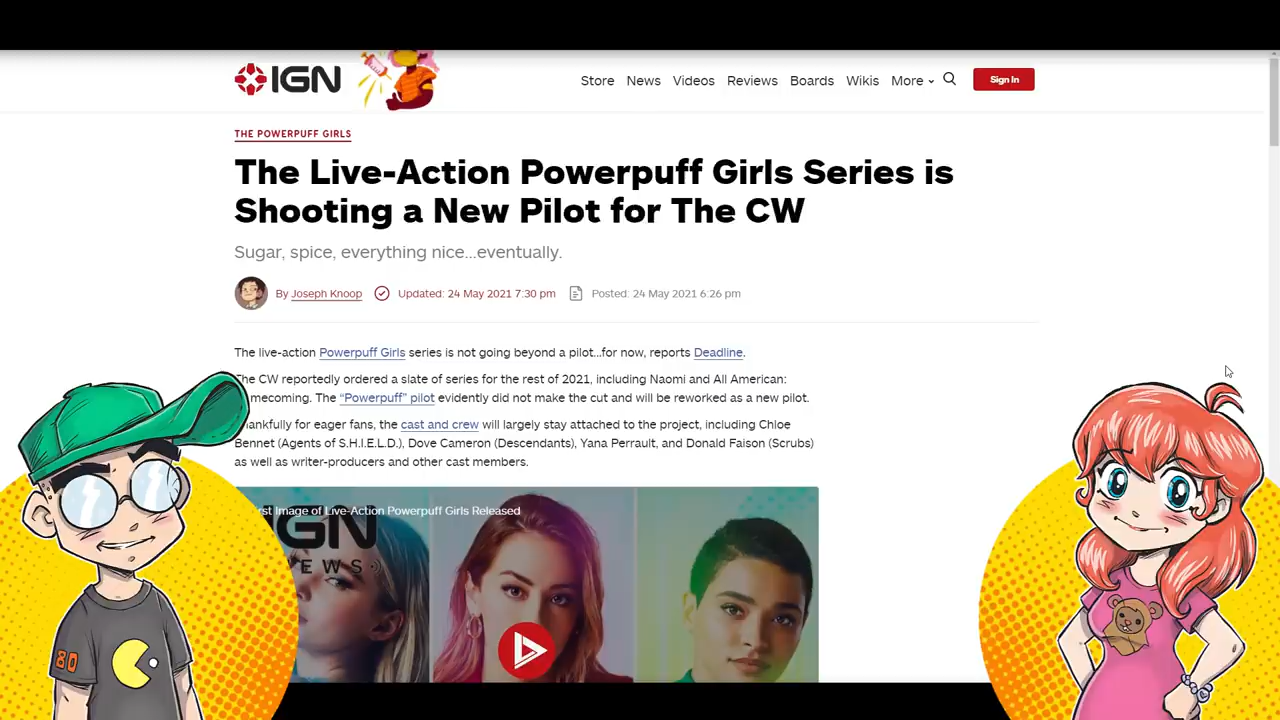 IGN
Store News Videos Reviews Boards Wikis More Sign In
THE POWERPUFF GIRLS
The Live-Action Powerpuff Girls Series is
Shooting a New Pilot for The CW
Sugar, spice, everything nice...eventually.
By Joseph Knoop Updated: 24 May 2021 7:30 pm Posted: 24 May 2021 6:26 pm
The live-action Powerpuff Girls series is not going beyond a pilot...for now, reports Deadline.
The CW reportedly ordered a slate of series for the rest of 2021, including Naomi and All American:
mecoming. The “Powerpuff” pilot evidently did not make the cut and will be reworked as a new pilot.
hankfully for eager fans, the cast and crew will largely stay attached to the project, including Chloe
Bennet (Agents of S.H.I.E.L.D.), Dove Cameron (Descendants), Yana Perrault, and Donald Faison (Scrubs)
as well as writer-producers and other cast members.
rst Image of Live-Action Powerpuff Girls Released
IGN
EWS
80